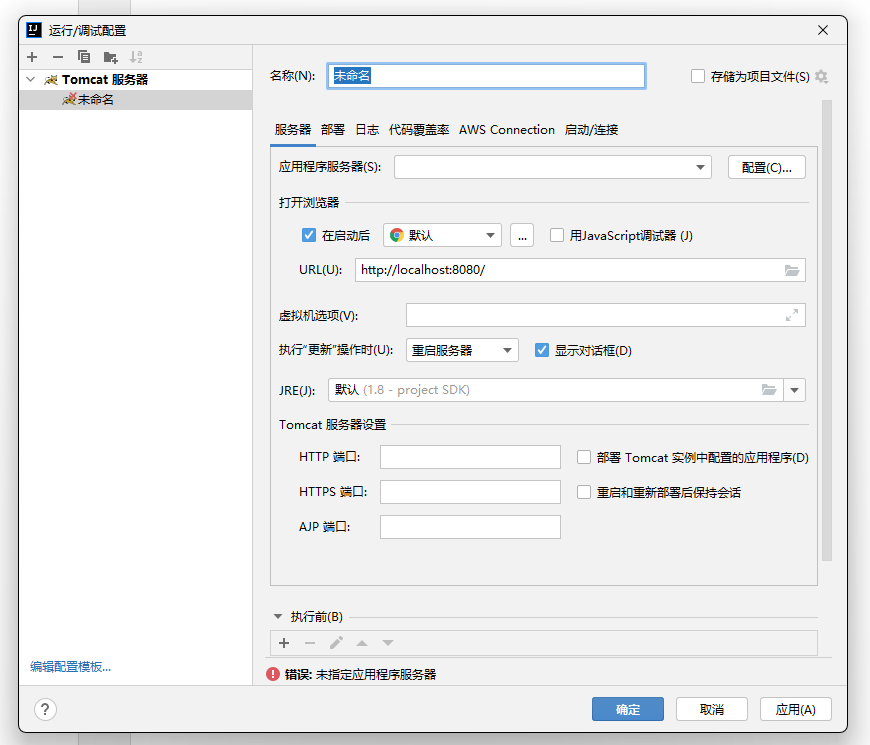 运行/调试配置
Tomcat 服务器
未命名
名称(N): 未命名 存储为项目文件(S)
服务器 部署 日志 代码覆盖率 AWS Connection 启动/连接
应用程序服务器(S): 配置(C)...
打开浏览器
在启动后 默认 ... 用JavaScript调试器 (J)
URL(U): http://localhost:8080/
虚拟机选项(V):
执行"更新"操作时(U): 重启服务器 显示对话框(D)
JRE(J): 默认 (1.8 - project SDK)
Tomcat 服务器设置
HTTP 端口: 部署 Tomcat 实例中配置的应用程序(D)
HTTPS 端口: 重启和重新部署后保持会话
AJP 端口:
执行前(B)
编辑配置模板...
错误: 未指定应用程序服务器
? 确定 取消 应用(A)